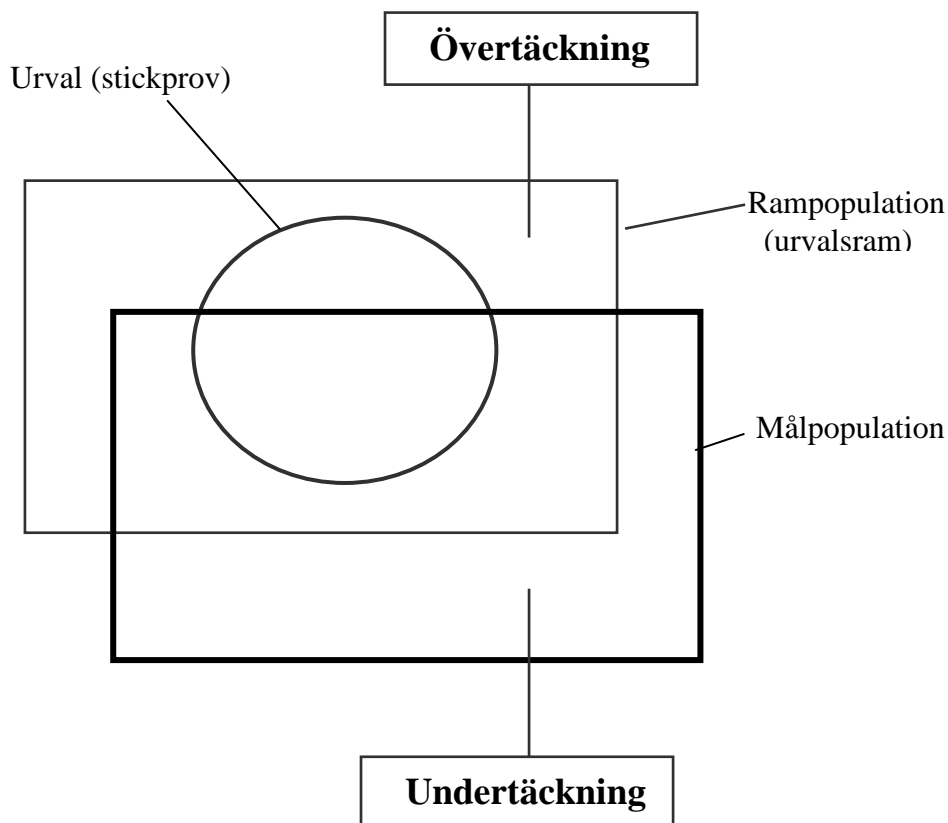 Övertäckning
Urval (stickprov)
Rampopulation
(urvalsram)
Målpopulation
Undertäckning